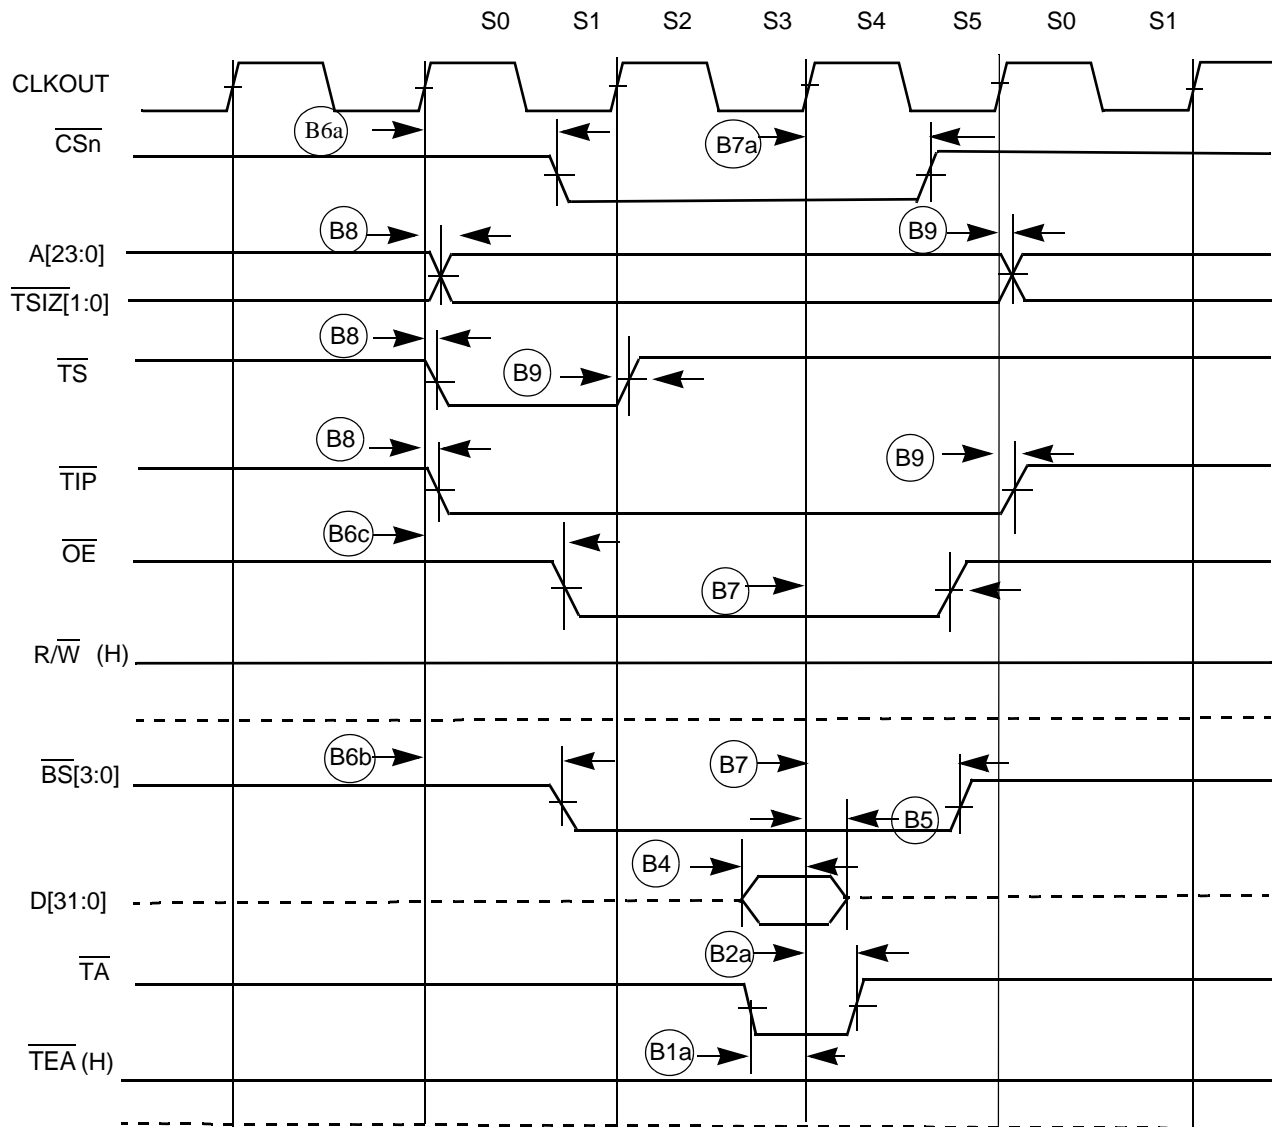 S0 S1 S2 S3 S4 S5 S0 S1
CLKOUT
B6a B7a
CSn
B8 B9
A[23:0]
TSIZ[1:0]
B8
TS B9
B8 B9
TIP
B6c
OE
B7
R/W (H)
B6b B7
BS[3:0]
B5
B4
D[31:0]
B2a
TA
B1a
TEA (H)